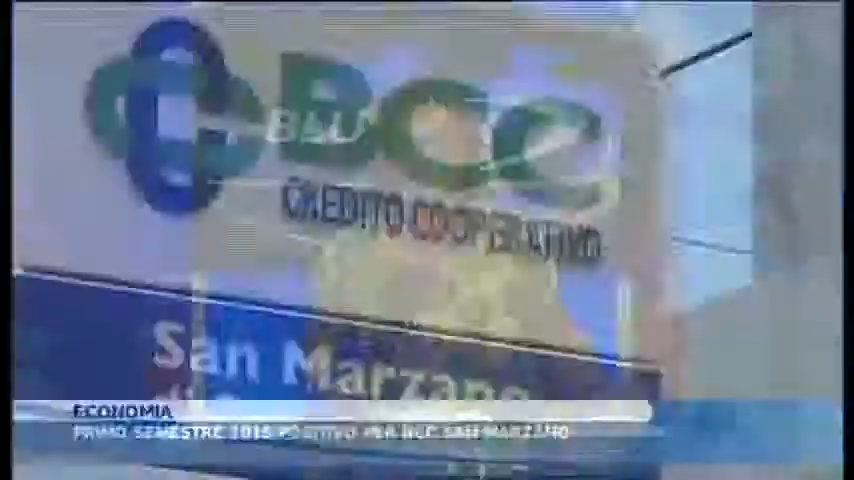 BCC
CREDITO COOPERATIVO
San Marzano
ECONOMIA
PRIMO SEMESTRE POSITIVO PER BCC SAN MARZANO